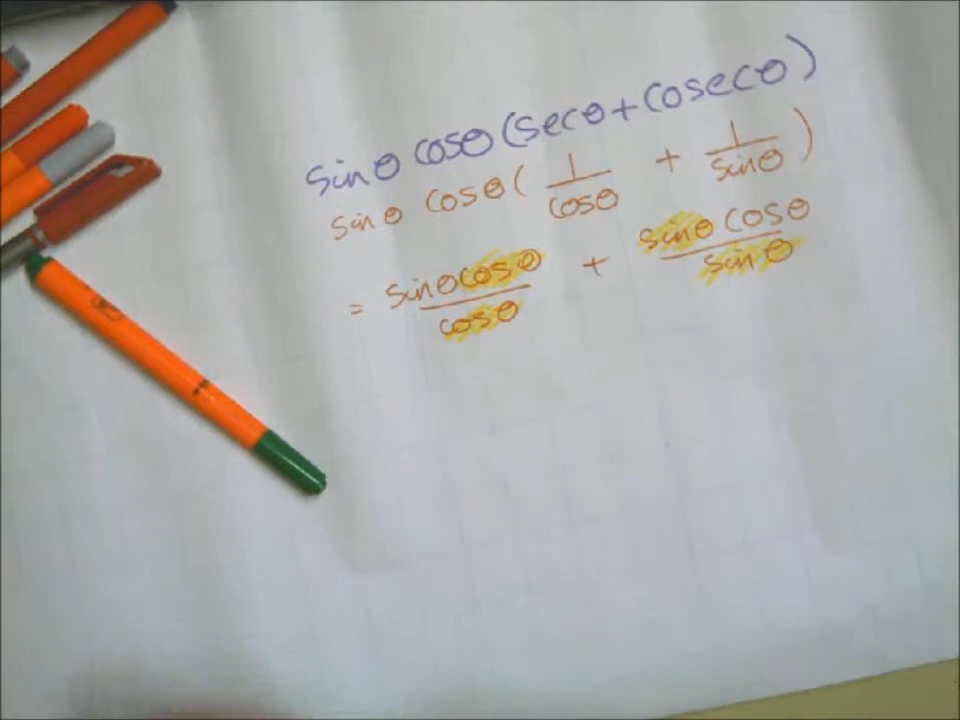 sinθ cosθ (secθ + cosecθ)
sinθ cosθ ( 1/cosθ + 1/sinθ )
= sinθcosθ/cosθ + sinθ cosθ/sinθ